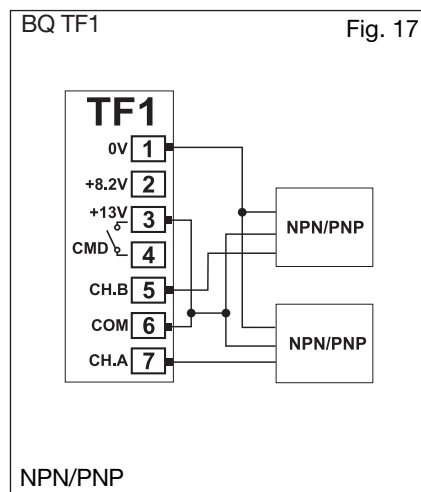 BQ TF1
Fig. 17
TF1
0V 1
+8.2V 2
+13V 3
CMD 4
CH.B 5
COM 6
CH.A 7
NPN/PNP
NPN/PNP
NPN/PNP